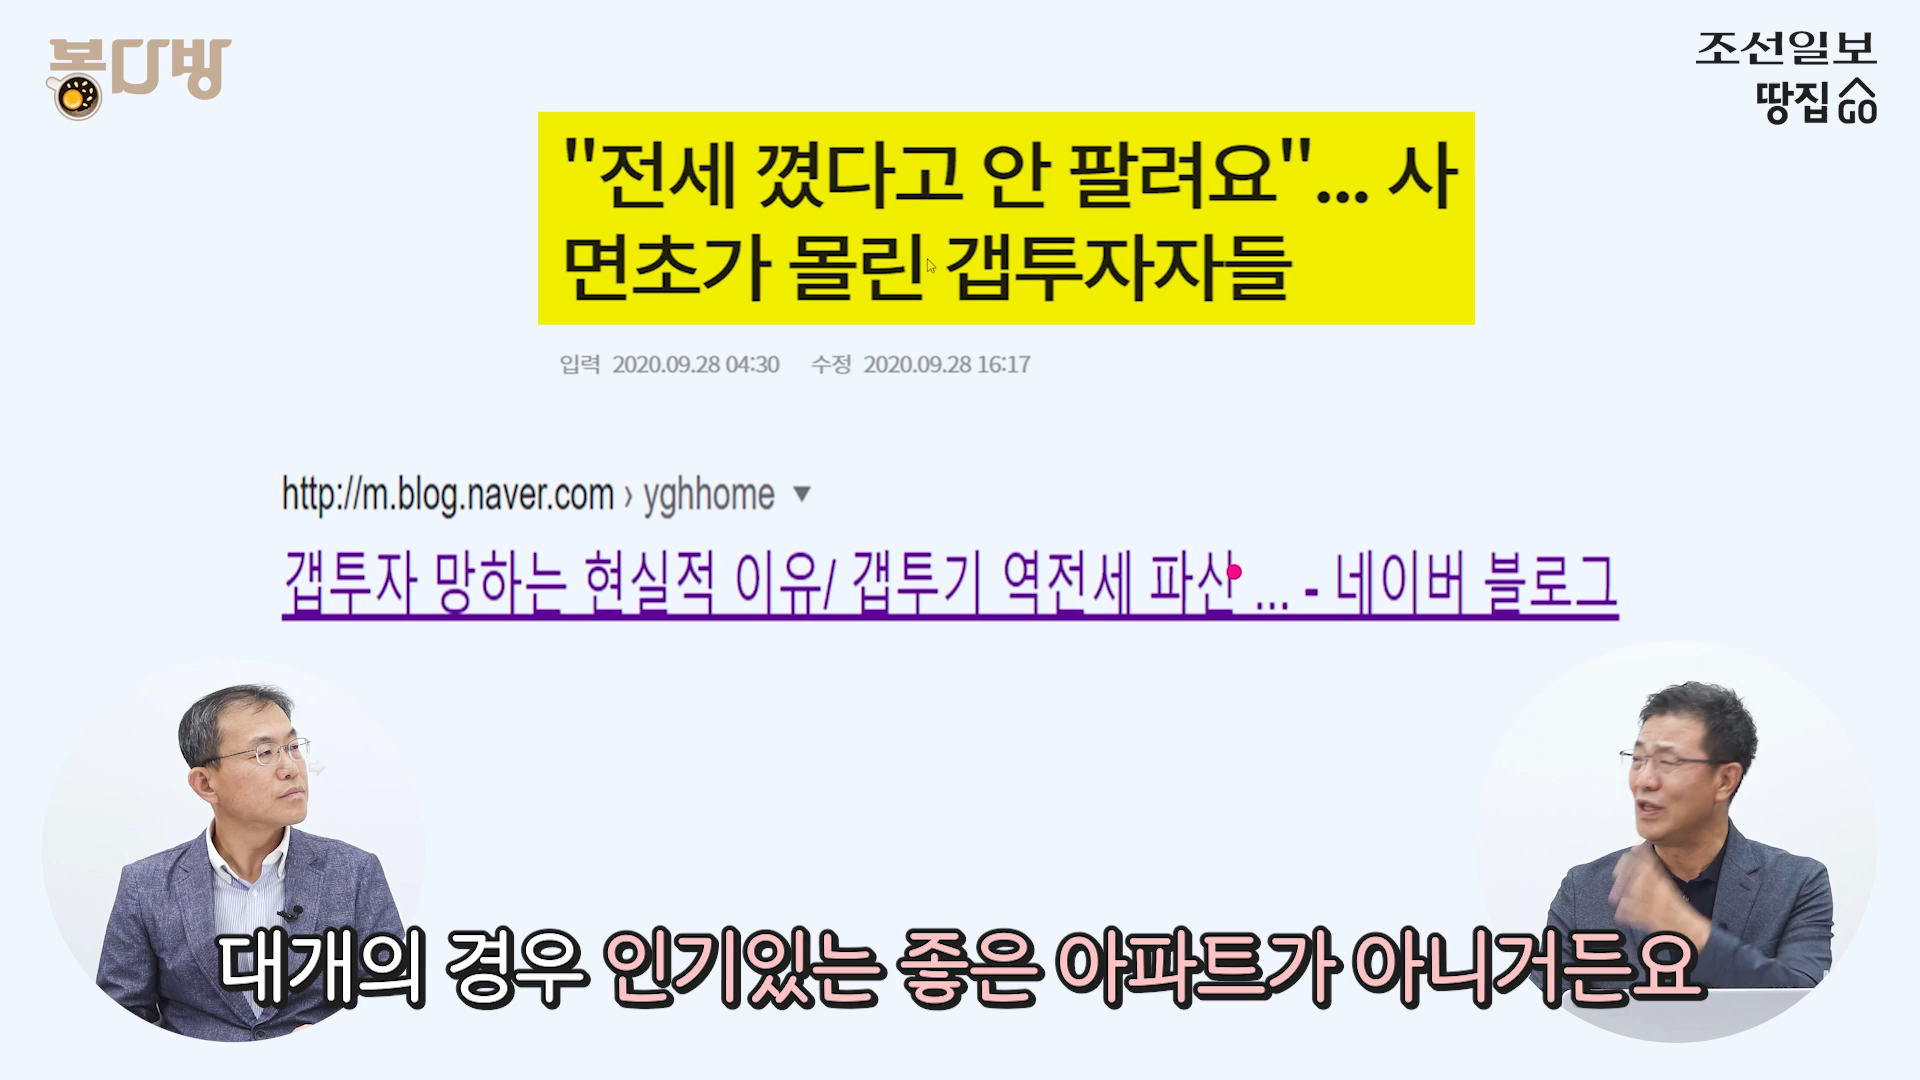 봉다방
조선일보
땅집GO
"전세 꼈다고 안 팔려요"... 사
면초가 몰린 갭투자자들
입력 2020.09.28 04:30 수정 2020.09.28 16:17
http://m.blog.naver.com › yghhome ▼
갭투자 망하는 현실적 이유/ 갭투기 역전세 파산 ... - 네이버 블로그
대개의 경우 인기있는 좋은 아파트가 아니거든요